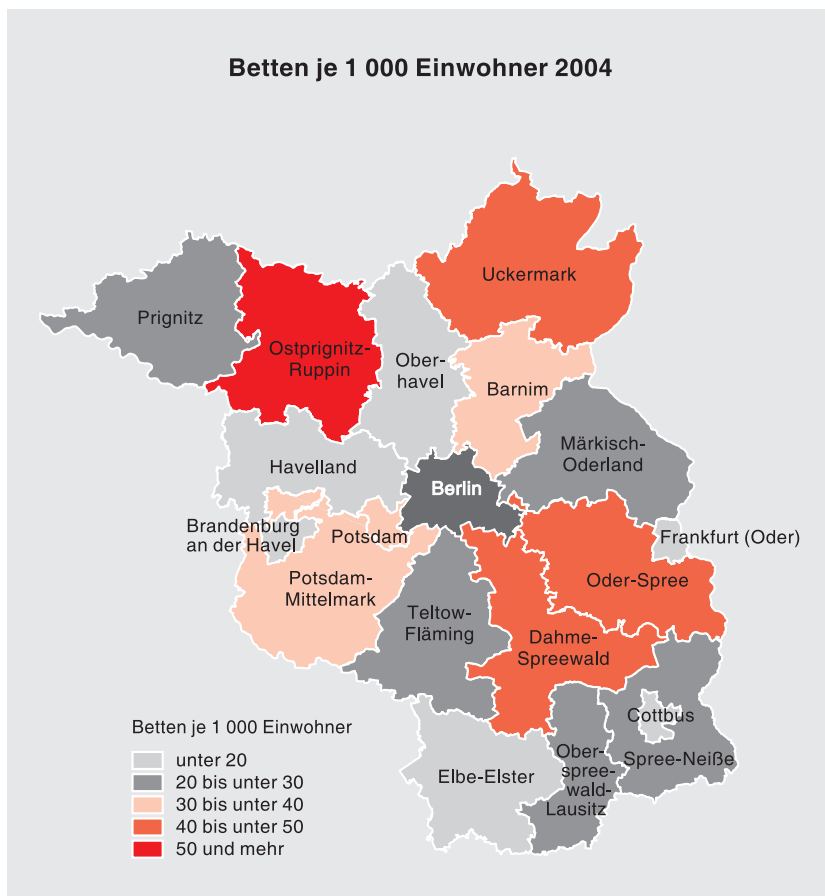 Betten je 1 000 Einwohner 2004
Uckermark
Prignitz
Ostprignitz-
Ruppin
Ober-
havel
Barnim
Märkisch-
Oderland
Havelland
Berlin
Brandenburg
an der Havel
Potsdam
Frankfurt (Oder)
Potsdam-
Mittelmark
Oder-Spree
Teltow-
Fläming
Dahme-
Spreewald
Cottbus
Spree-Neiße
Elbe-Elster
Ober-
spree-
wald-
Lausitz
Betten je 1 000 Einwohner
unter 20
20 bis unter 30
30 bis unter 40
40 bis unter 50
50 und mehr